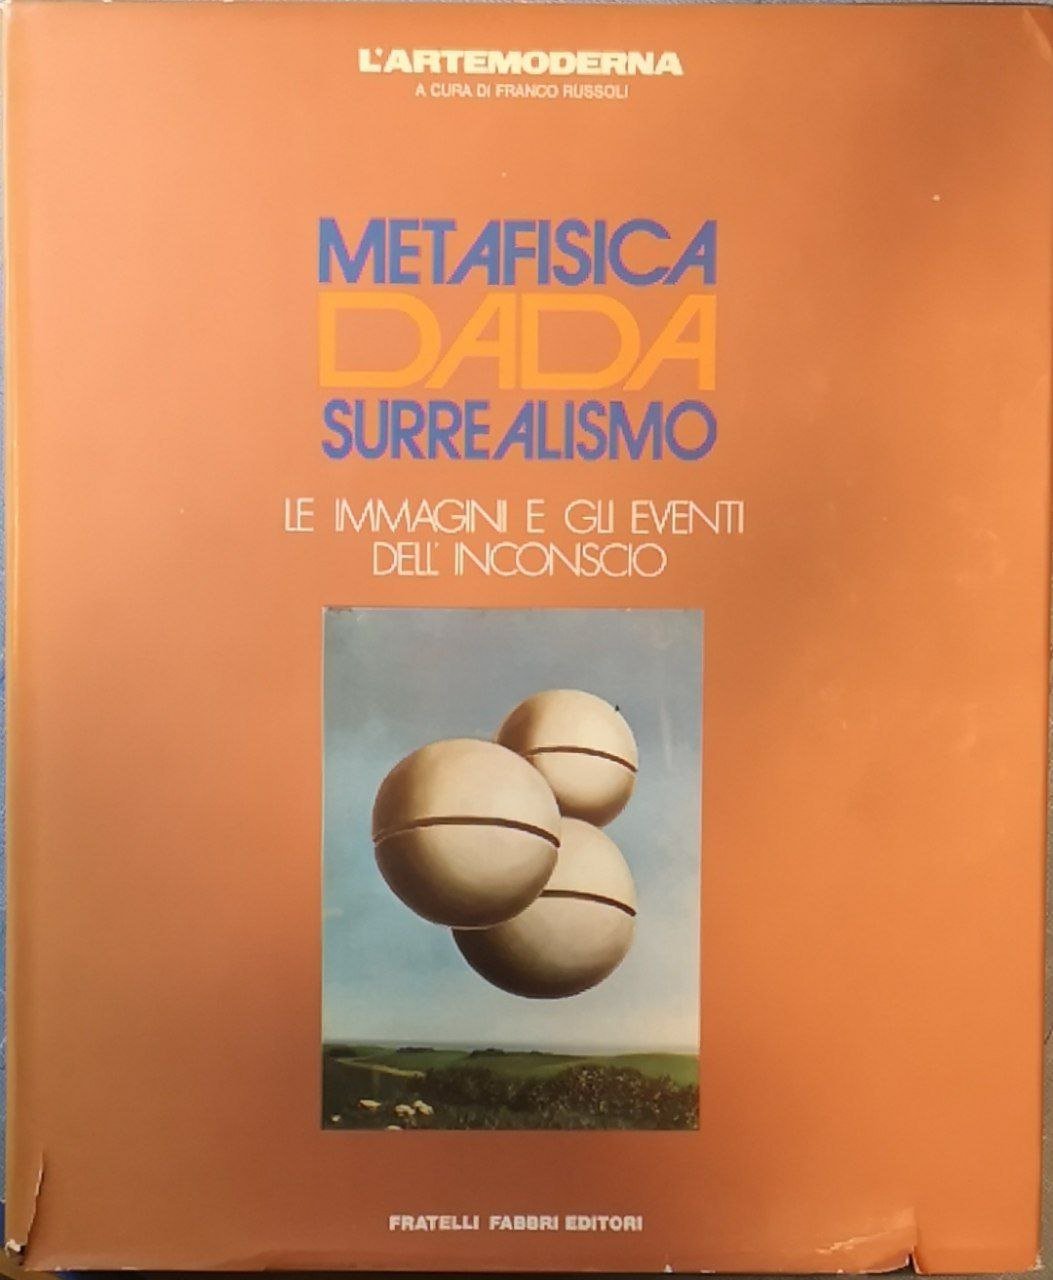 L'ARTEMODERNA
A CURA DI FRANCO RUSSOLI
METAFISICA
DADA
SURREALISMO
LE IMMAGINI E GLI EVENTI
DELL'INCONSCIO
FRATELLI FABBRI EDITORI